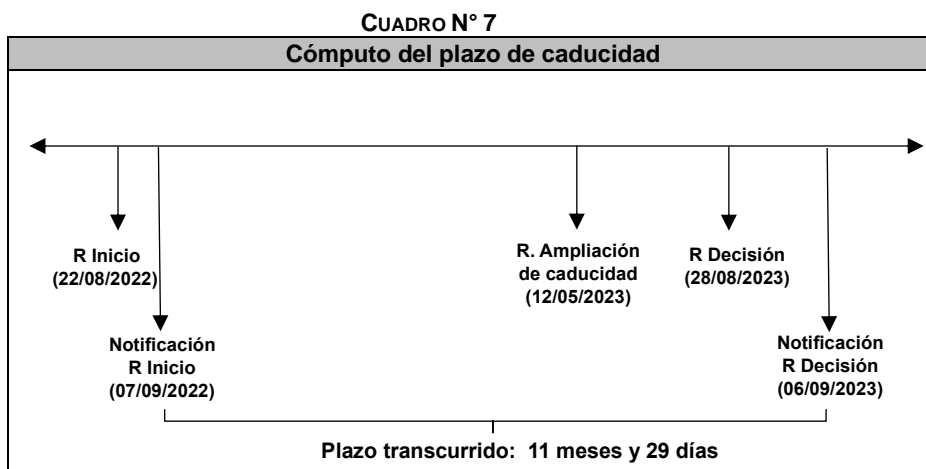 CUADRO N° 7
Cómputo del plazo de caducidad
R Inicio
(22/08/2022)
R. Ampliación
de caducidad
(12/05/2023)
R Decisión
(28/08/2023)
Notificación
R Inicio
(07/09/2022)
Notificación
R Decisión
(06/09/2023)
Plazo transcurrido: 11 meses y 29 días